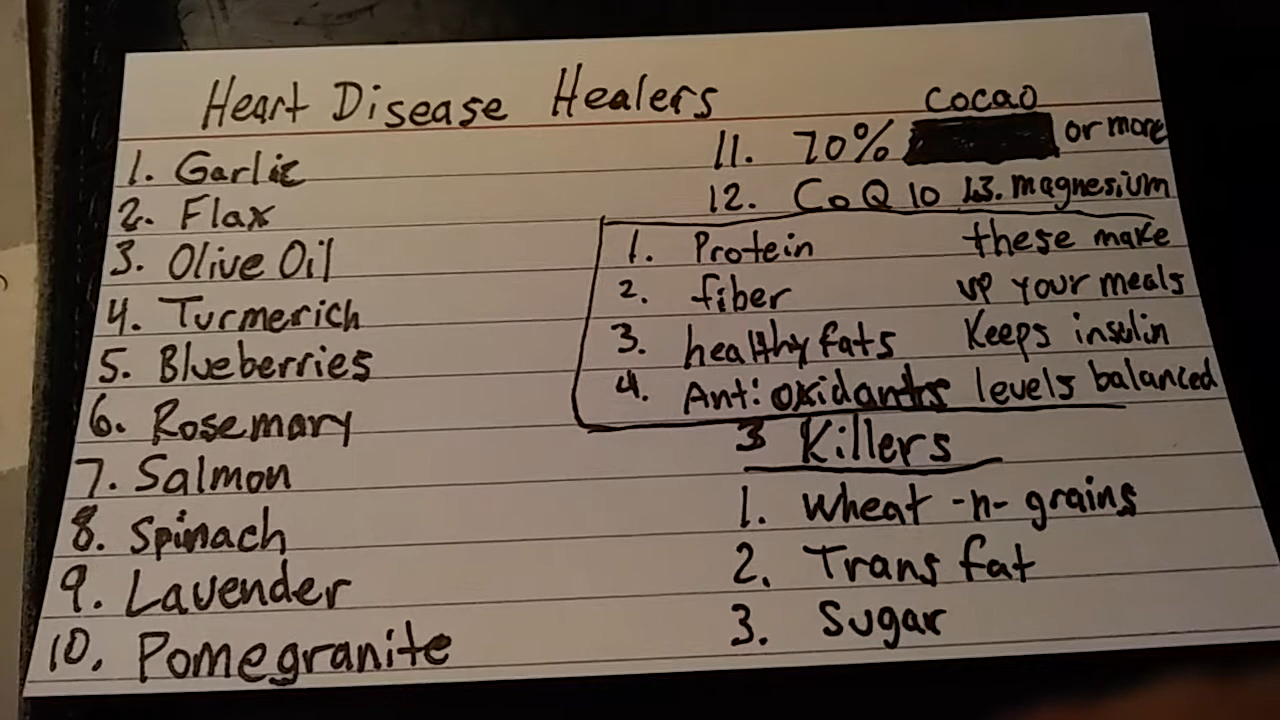 Heart Disease Healers
1. Garlic
2. Flax
3. Olive Oil
4. Turmerich
5. Blueberries
6. Rosemary
7. Salmon
8. Spinach
9. Lavender
10. Pomegranite
cocao
11. 70% or more
12. CoQ10 13. magnesium
1. Protein these make
2. fiber up your meals
3. healthy fats Keeps insulin
4. Anti oxidants levels balanced
3 Killers
1. wheat -n- grains
2. Trans fat
3. Sugar